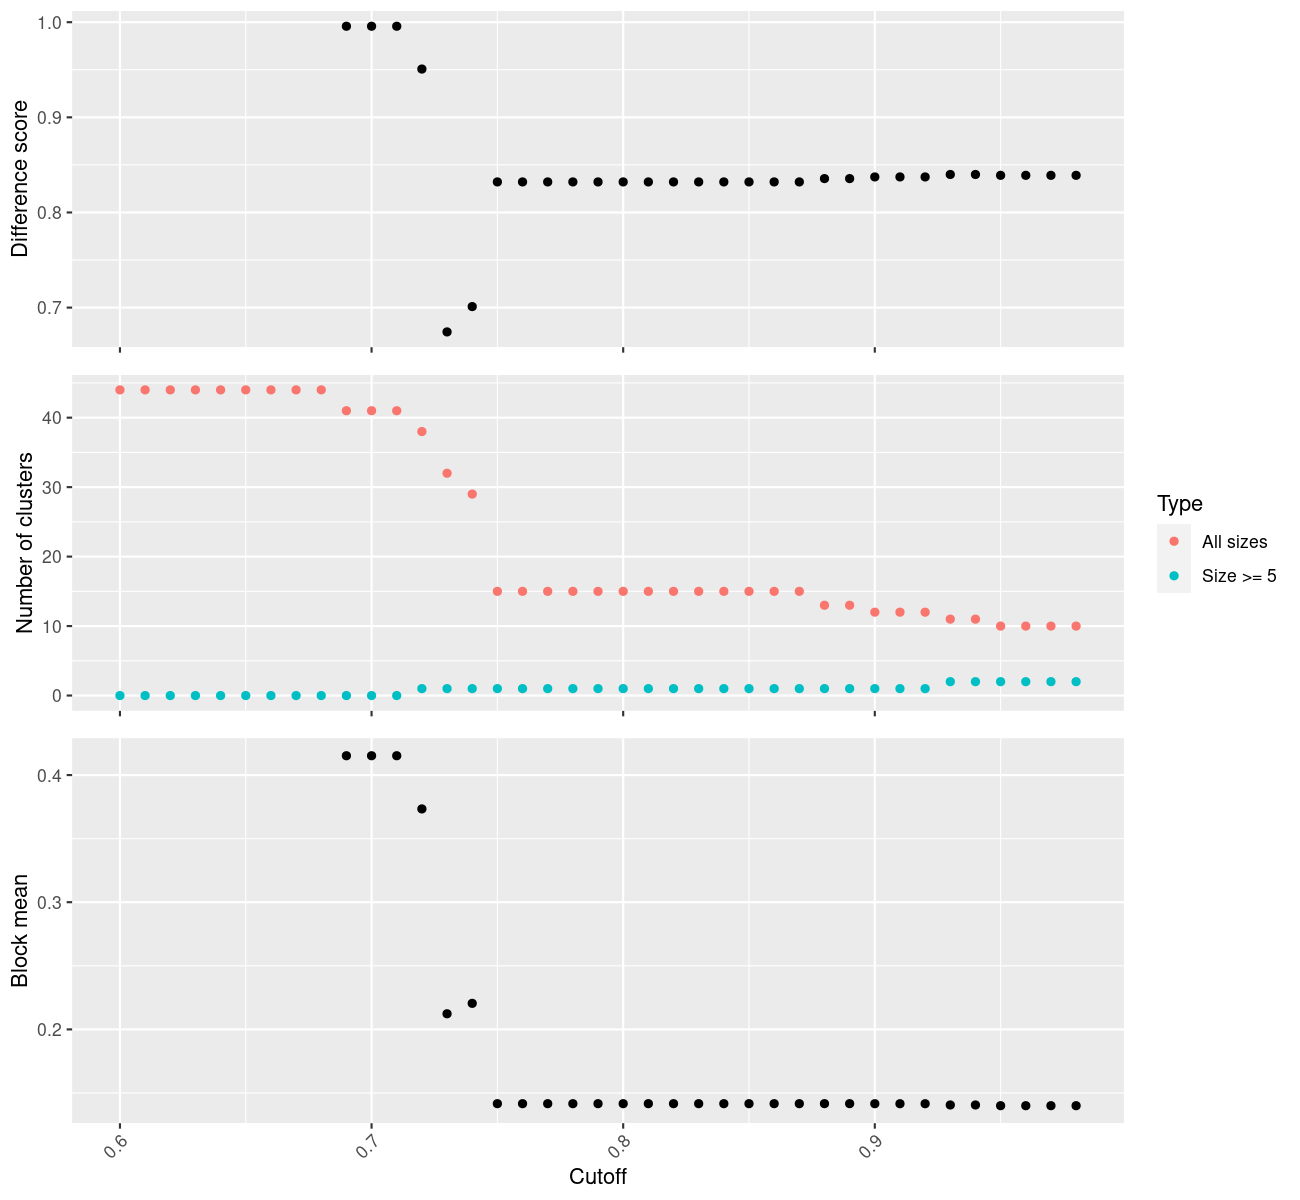 Difference score
1.0
0.9
0.8
0.7
Number of clusters
40
30
20
10
0
Type
All sizes
Size >= 5
Block mean
0.4
0.3
0.2
0.6
0.7
0.8
0.9
Cutoff